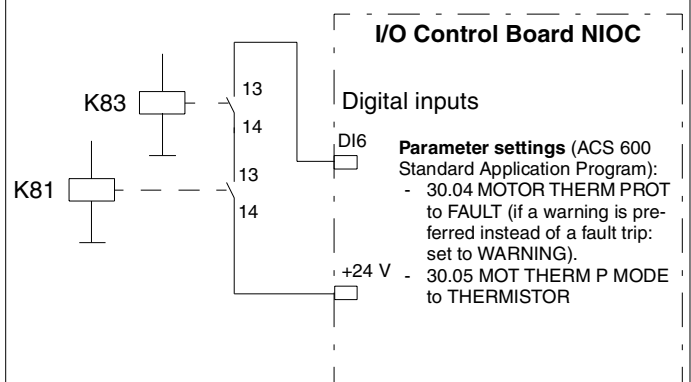 I/O Control Board NIOC
K83
13
14
K81
13
14
Digital inputs
DI6
+24 V
Parameter settings (ACS 600
Standard Application Program):
- 30.04 MOTOR THERM PROT
to FAULT (if a warning is pre-
ferred instead of a fault trip:
set to WARNING).
- 30.05 MOT THERM P MODE
to THERMISTOR